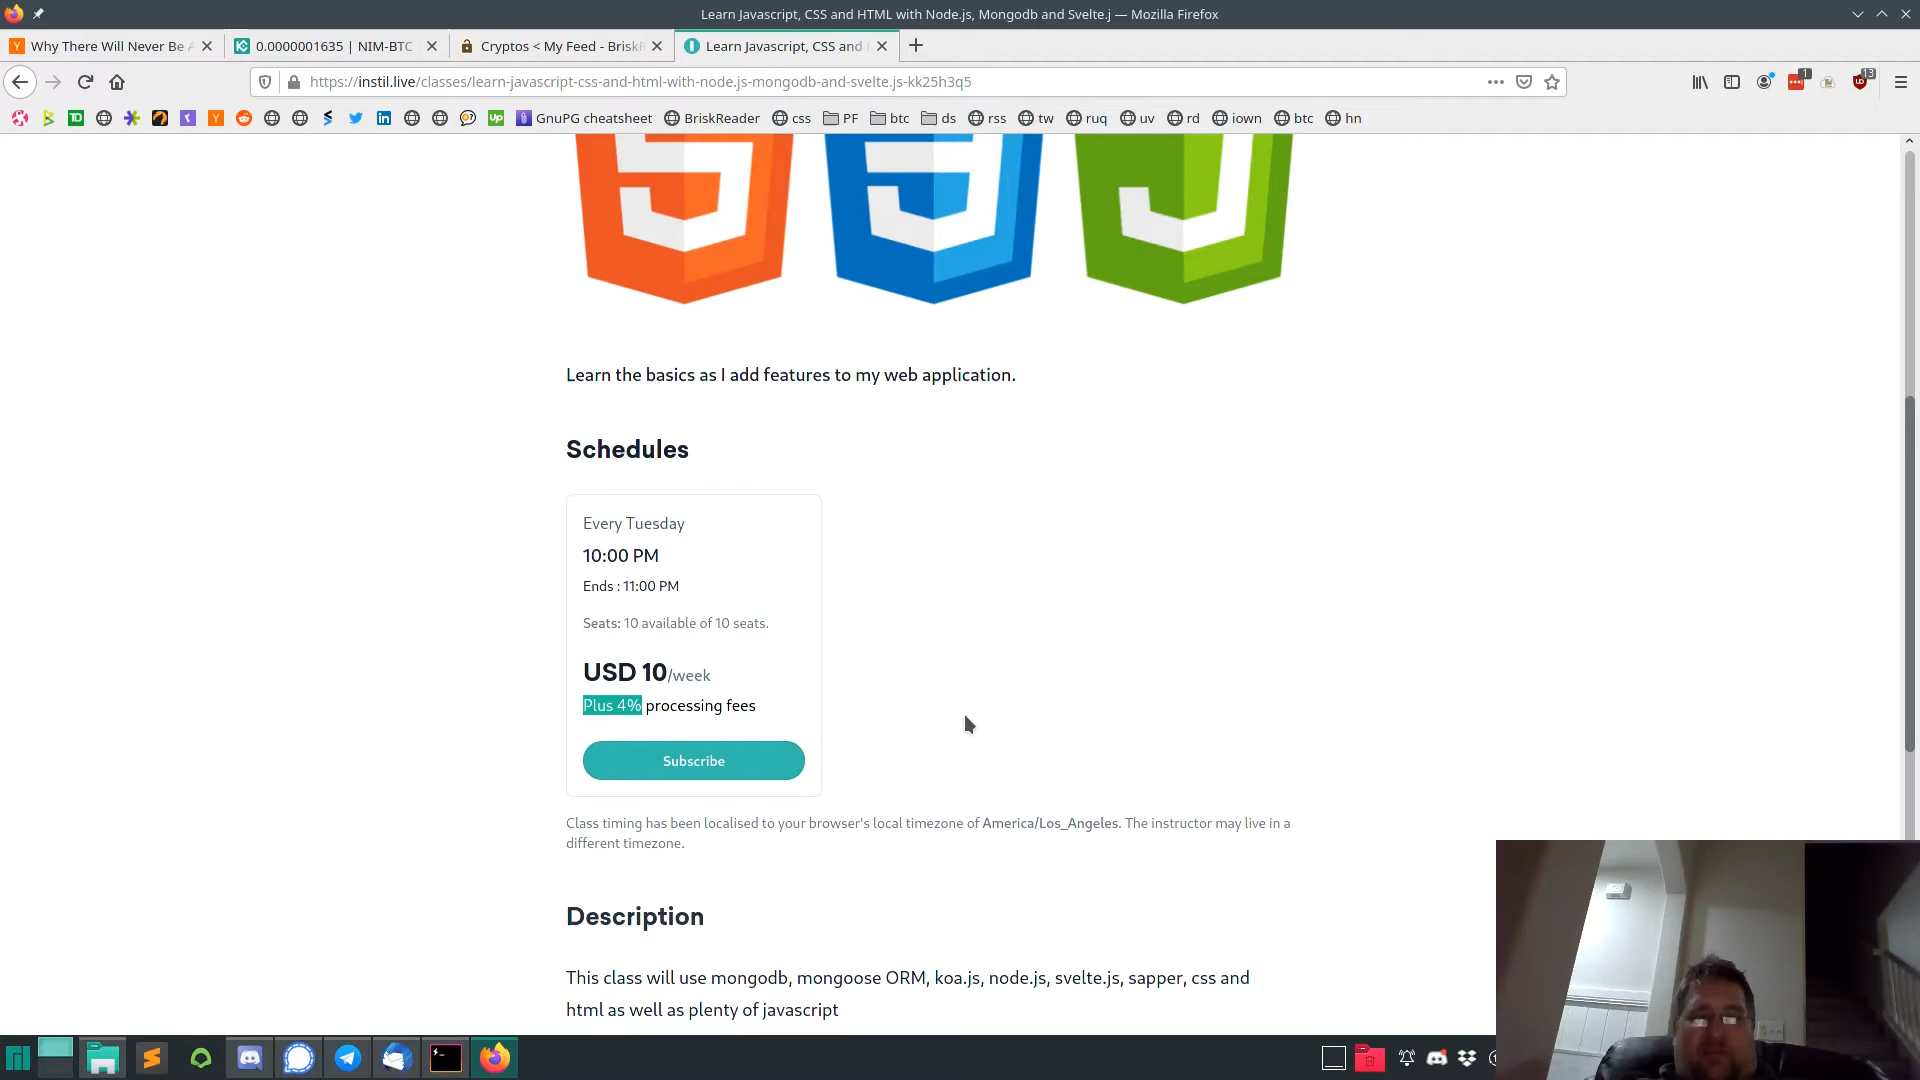 Learn Javascript, CSS and HTML with Node.js, Mongodb and Svelte.j — Mozilla Firefox
Why There Will Never Be A
0.0000001635 | NIM-BTC
Cryptos < My Feed - BriskR
Learn Javascript, CSS and
https://instil.live/classes/learn-javascript-css-and-html-with-node.js-mongodb-and-svelte.js-kk25h3q5
1
13
GnuPG cheatsheet
BriskReader
css
PF
btc
ds
rss
tw
ruq
uv
rd
iown
btc
hn
Learn the basics as I add features to my web application.
Schedules
Every Tuesday
10:00 PM
Ends : 11:00 PM
Seats: 10 available of 10 seats.
USD 10/week
Plus 4% processing fees
Subscribe
Class timing has been localised to your browser's local timezone of America/Los_Angeles. The instructor may live in a
different timezone.
Description
This class will use mongodb, mongoose ORM, koa.js, node.js, svelte.js, sapper, css and
html as well as plenty of javascript